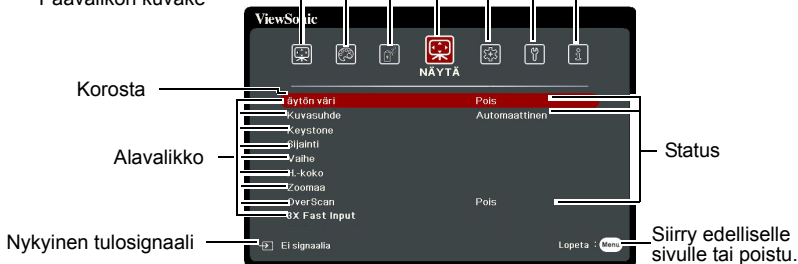 Päävalikon kuvake
ViewSonic
NÄYTÄ
Korosta
äytön väri Pois
Kuvasuhde Automaattinen
Keystone
Sijainti
Alavalikko
Vaihe
Status
H.-koko
Zoomaa
OverScan Pois
3X Fast Input
Nykyinen tulosignaali
Ei signaalia
Lopeta : Menu
Siirry edelliselle
sivulle tai poistu.